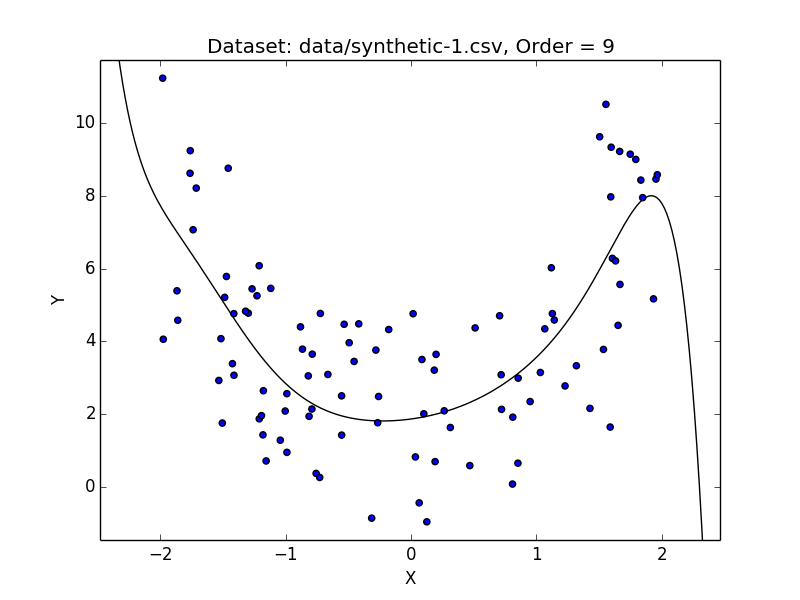 Dataset: data/synthetic-1.csv, Order = 9
10
8
6
4
2
0
Y
−2 −1 0 1 2
X